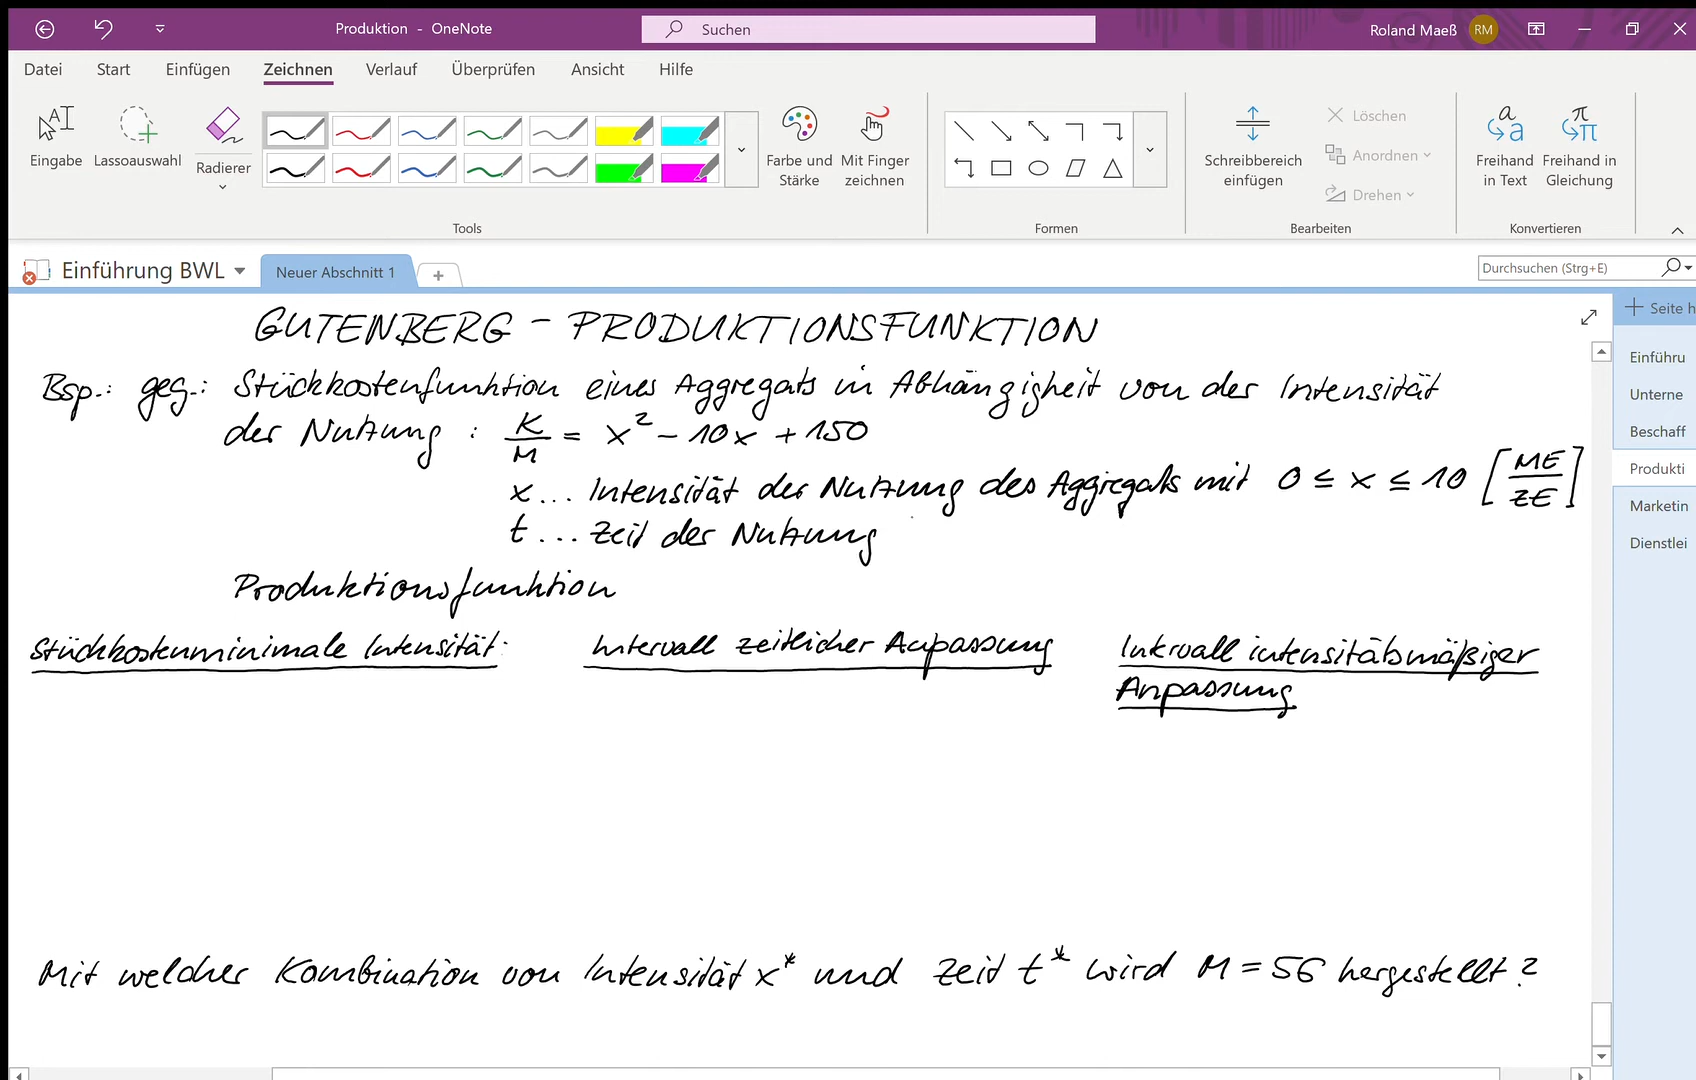 Produktion - OneNote
Suchen
Roland Maeß RM
Datei Start Einfügen Zeichnen Verlauf Überprüfen Ansicht Hilfe
Eingabe
Lassoauswahl
Radierer
Farbe und Stärke
Mit Finger zeichnen
Schreibbereich einfügen
Löschen
Anordnen
Drehen
Freihand in Text
Freihand in Gleichung
Tools Formen Bearbeiten Konvertieren
Einführung BWL Neuer Abschnitt 1
Durchsuchen (Strg+E)
GUTENBERG - PRODUKTIONSFUNKTION
Bsp.: geg.: Stückkostenfunktion eines Aggregats in Abhängigkeit von der Intensität
der Nutzung : K/M = x² - 10x + 150
x... Intensität der Nutzung des Aggregats mit 0 ≤ x ≤ 10 [ME/ZE]
t ... Zeit der Nutzung
Produktionsfunktion
Stückkostenminimale Intensität:
Intervall zeitlicher Anpassung
Intervall intensitätsmäßiger
Anpassung
Mit welcher Kombination von Intensität x* und Zeit t* wird M = 56 hergestellt?
Seite h
Einführu
Unterne
Beschaff
Produkti
Marketin
Dienstlei